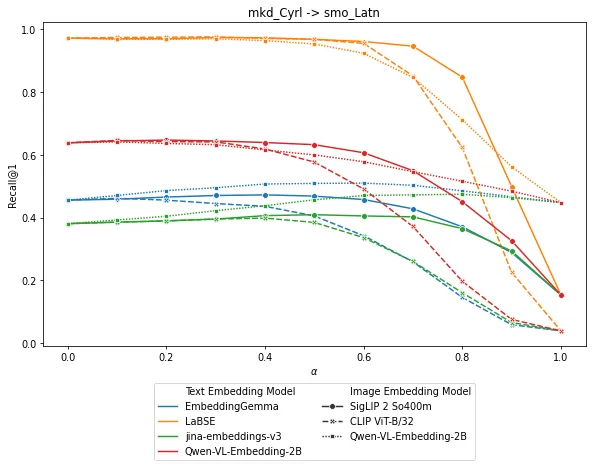 mkd_Cyrl -> smo_Latn
1.0
0.8
0.6
0.4
0.2
0.0
Recall@1
0.0 0.2 0.4 0.6 0.8 1.0
α
Text Embedding Model Image Embedding Model
EmbeddingGemma SigLIP 2 So400m
LaBSE CLIP ViT-B/32
jina-embeddings-v3 Qwen-VL-Embedding-2B
Qwen-VL-Embedding-2B